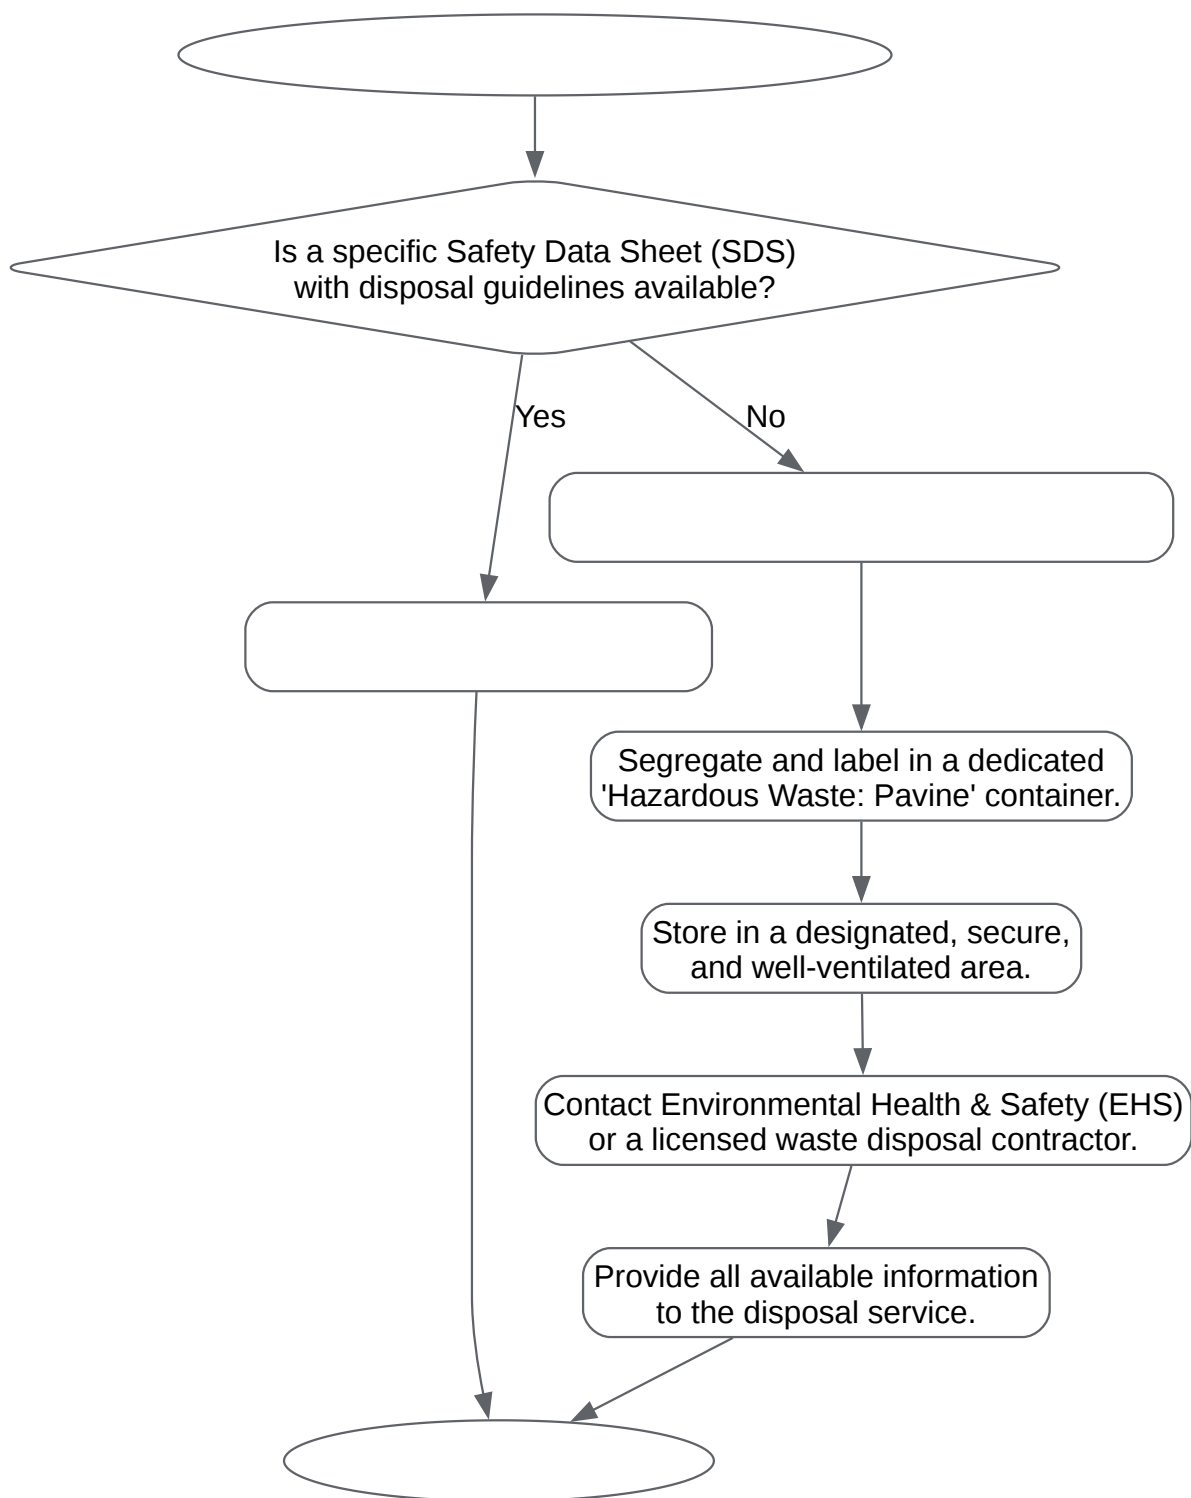 Is a specific Safety Data Sheet (SDS)
with disposal guidelines available?
Yes
No
Segregate and label in a dedicated
'Hazardous Waste: Pavine' container.
Store in a designated, secure,
and well-ventilated area.
Contact Environmental Health & Safety (EHS)
or a licensed waste disposal contractor.
Provide all available information
to the disposal service.